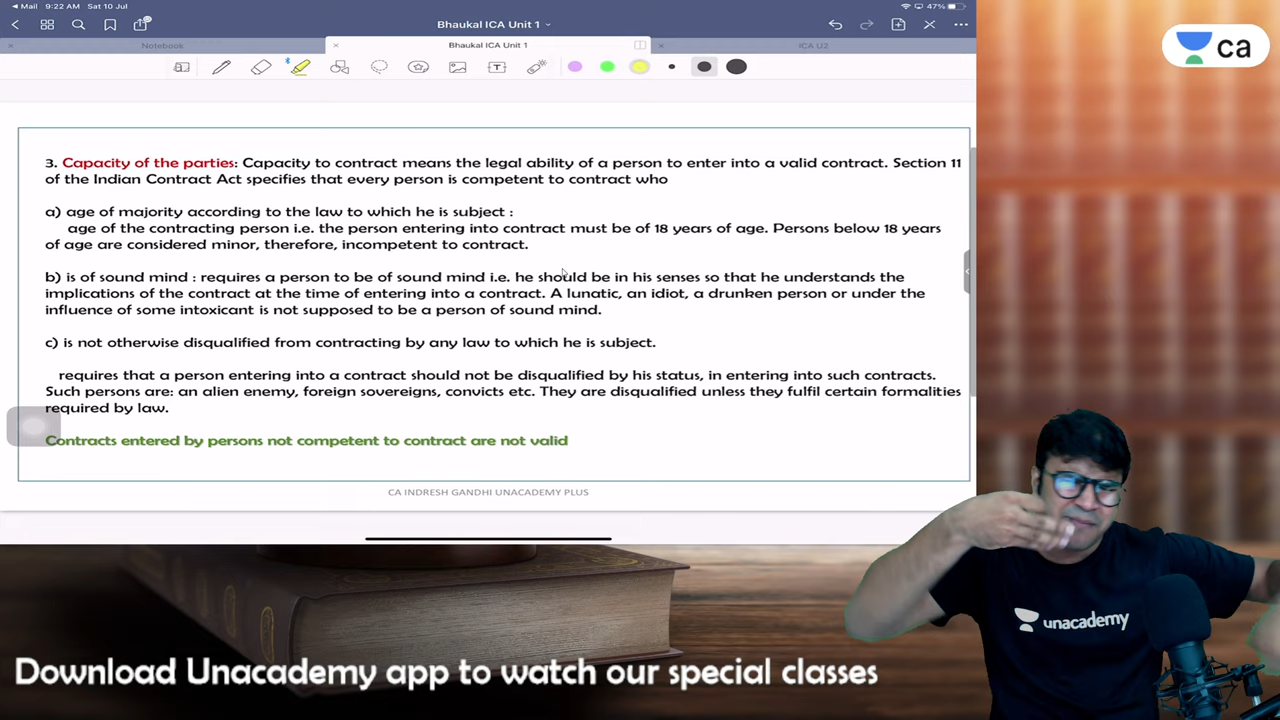 Mail 9:22 AM Sat 10 Jul
47%
Bhaukal ICA Unit 1
Notebook
Bhaukal ICA Unit 1
ICA U2
ca
3. Capacity of the parties: Capacity to contract means the legal ability of a person to enter into a valid contract. Section 11
of the Indian Contract Act specifies that every person is competent to contract who
a) age of majority according to the law to which he is subject :
age of the contracting person i.e. the person entering into contract must be of 18 years of age. Persons below 18 years
of age are considered minor, therefore, incompetent to contract.
b) is of sound mind : requires a person to be of sound mind i.e. he should be in his senses so that he understands the
implications of the contract at the time of entering into a contract. A lunatic, an idiot, a drunken person or under the
influence of some intoxicant is not supposed to be a person of sound mind.
c) is not otherwise disqualified from contracting by any law to which he is subject.
requires that a person entering into a contract should not be disqualified by his status, in entering into such contracts.
Such persons are: an alien enemy, foreign sovereigns, convicts etc. They are disqualified unless they fulfil certain formalities
required by law.
Contracts entered by persons not competent to contract are not valid
CA INDRESH GANDHI UNACADEMY PLUS
unacademy
Download Unacademy app to watch our special classes